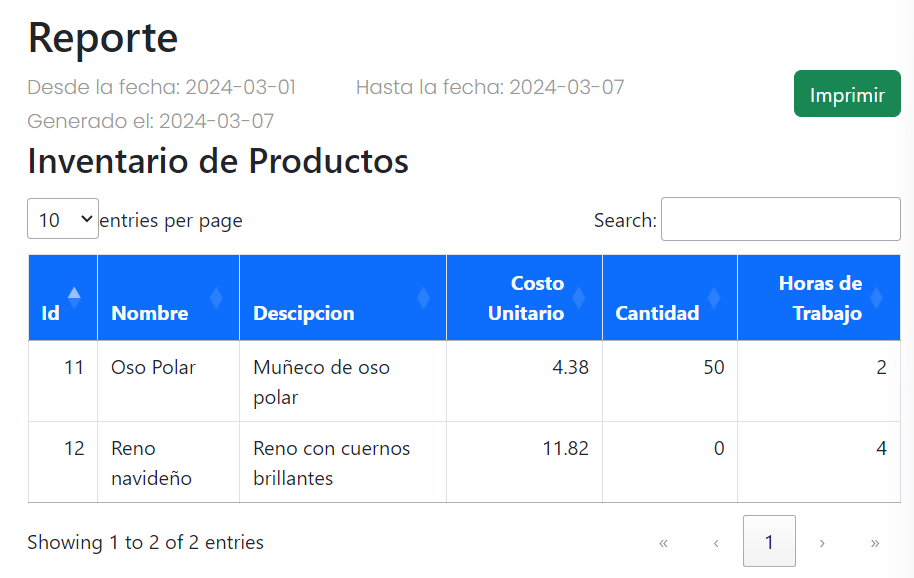 Reporte
Desde la fecha: 2024-03-01 Hasta la fecha: 2024-03-07
Imprimir
Generado el: 2024-03-07
Inventario de Productos
10 entries per page Search:
Id Nombre Descipcion Costo Unitario Cantidad Horas de Trabajo
11 Oso Polar Muñeco de oso polar 4.38 50 2
12 Reno navideño Reno con cuernos brillantes 11.82 0 4
Showing 1 to 2 of 2 entries « ‹ 1 › »